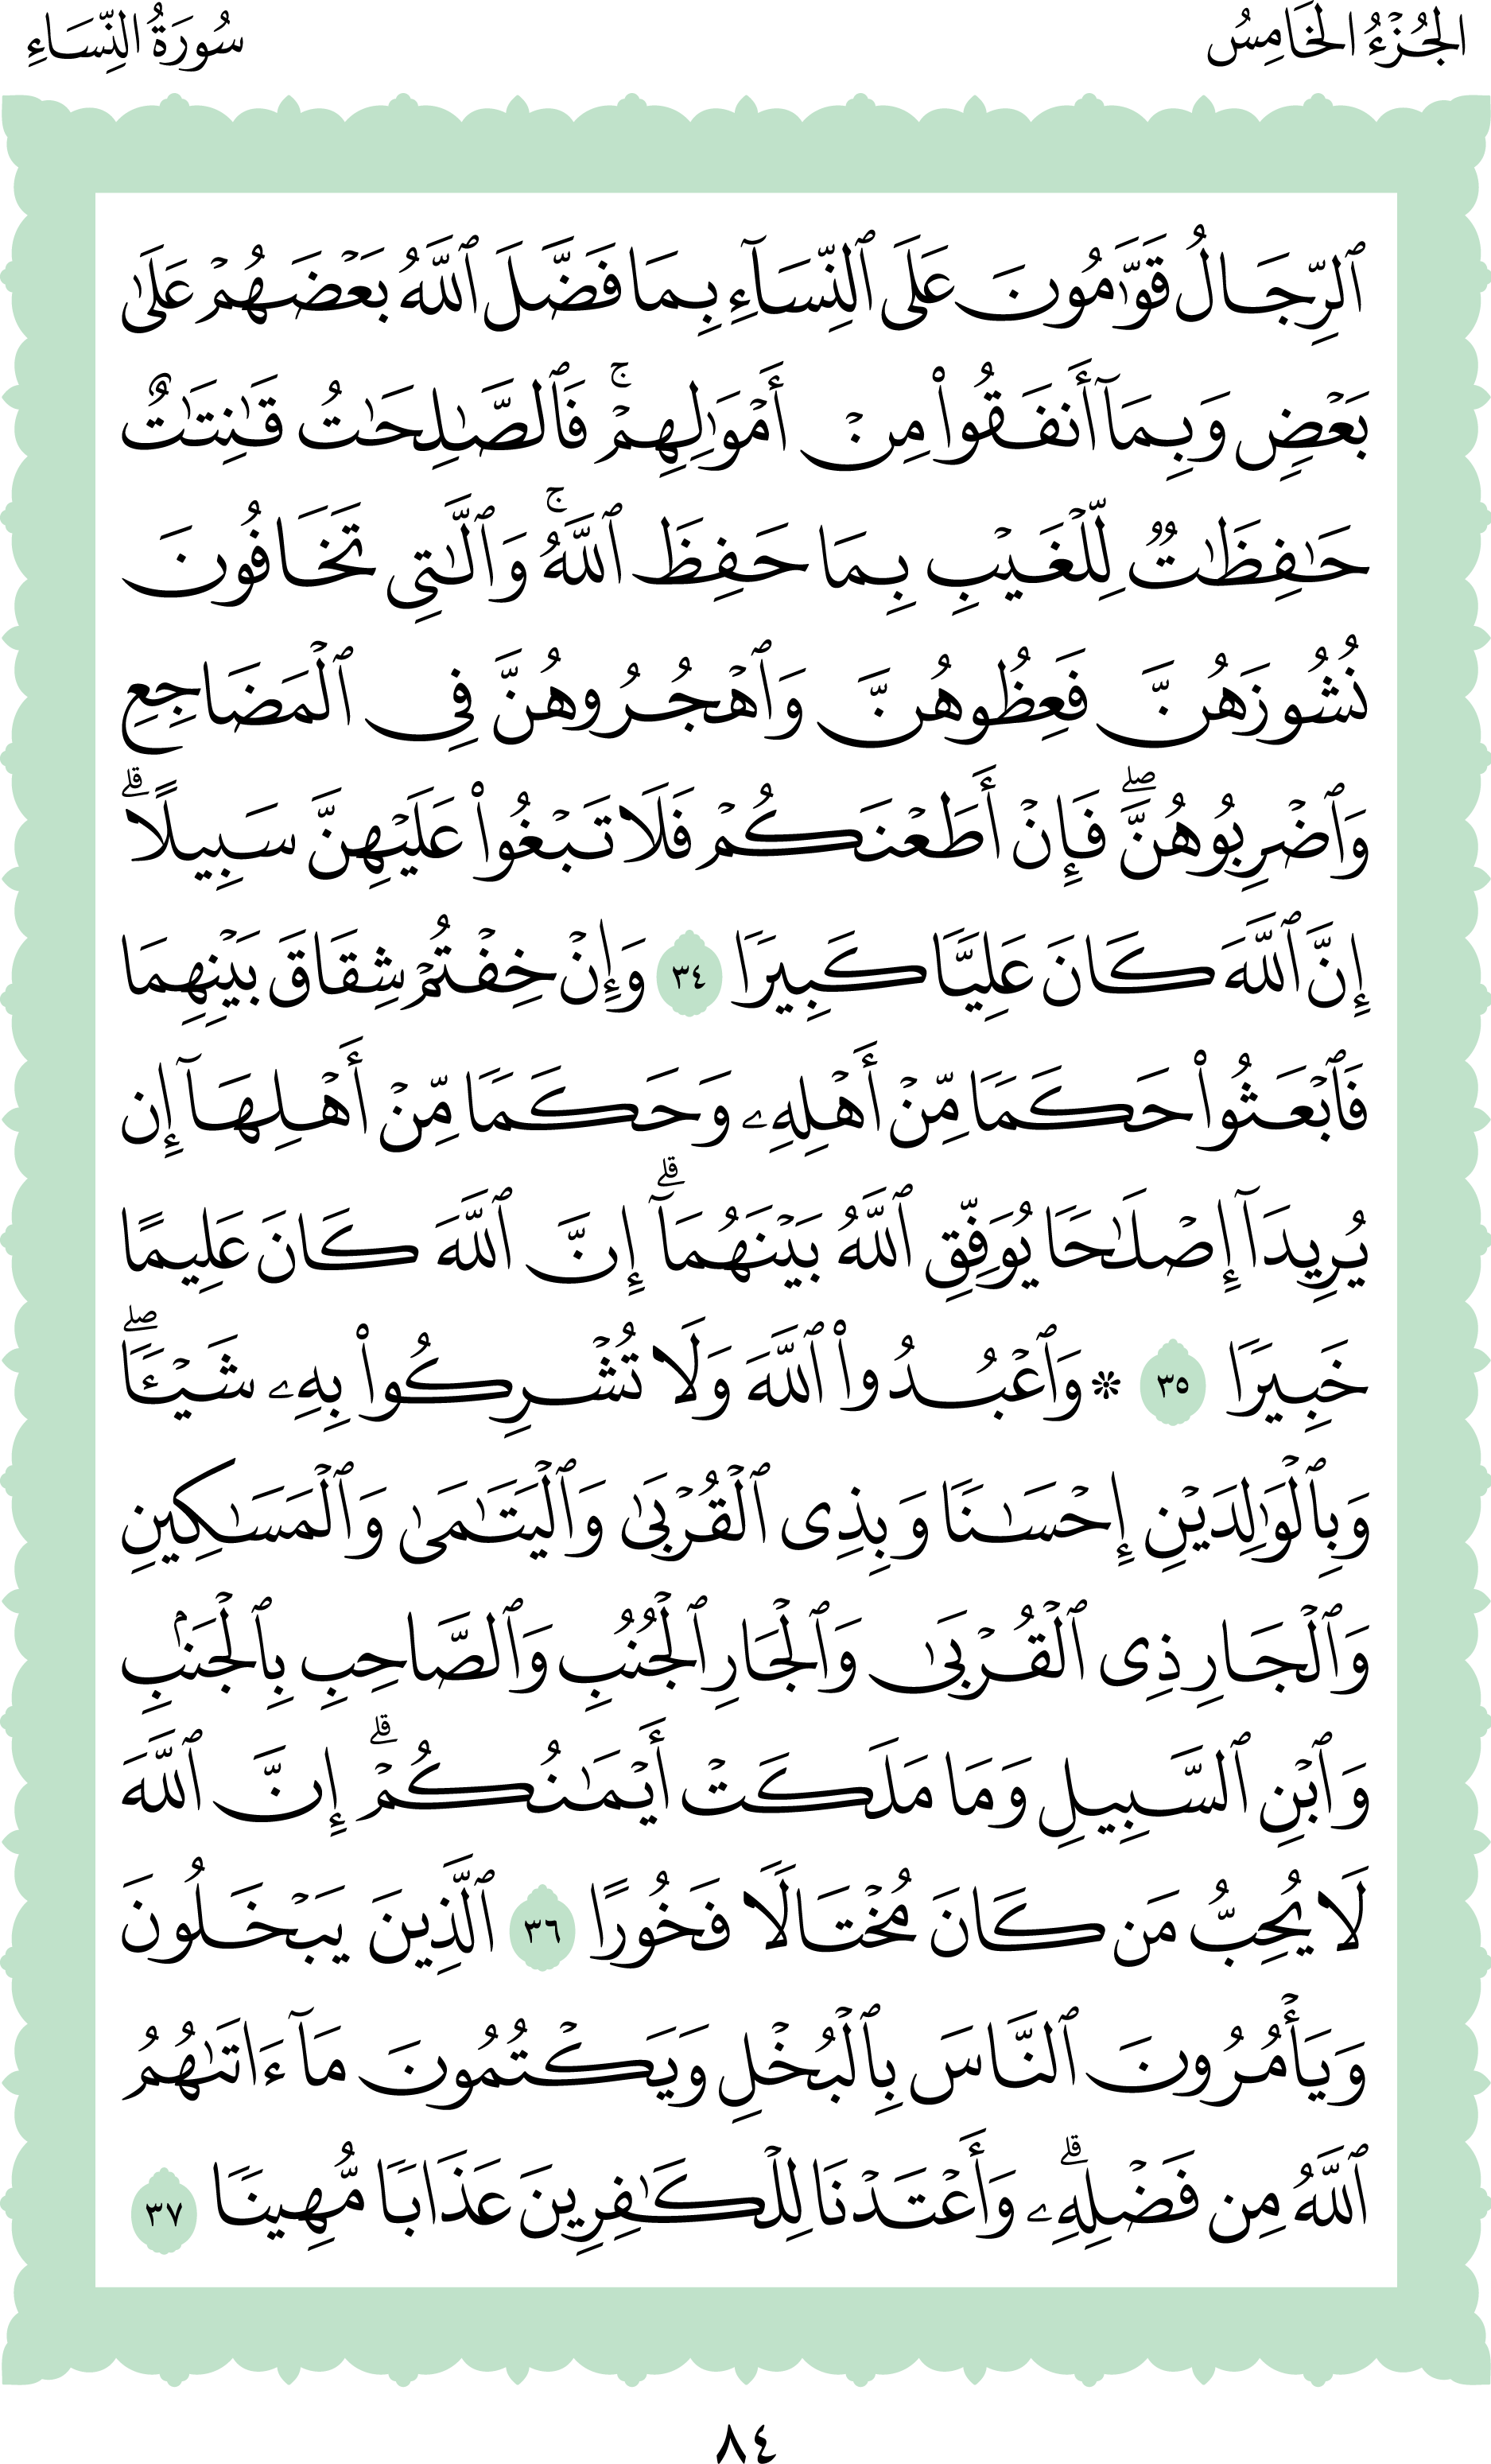 الجُزْءُ الخَامِسُ
سُورَةُ النِّسَاءِ
ٱلرِّجَالُ قَوَّٰمُونَ عَلَى ٱلنِّسَآءِ بِمَا فَضَّلَ ٱللَّهُ بَعۡضَهُمۡ عَلَىٰ
بَعۡضٖ وَبِمَآ أَنفَقُواْ مِنۡ أَمۡوَٰلِهِمۡۚ فَٱلصَّٰلِحَٰتُ قَٰنِتَٰتٌ
حَٰفِظَٰتٞ لِّلۡغَيۡبِ بِمَا حَفِظَ ٱللَّهُۚ وَٱلَّٰتِي تَخَافُونَ
نُشُوزَهُنَّ فَعِظُوهُنَّ وَٱهۡجُرُوهُنَّ فِي ٱلۡمَضَاجِعِ
وَٱضۡرِبُوهُنَّۖ فَإِنۡ أَطَعۡنَكُمۡ فَلَا تَبۡغُواْ عَلَيۡهِنَّ سَبِيلًاۗ
إِنَّ ٱللَّهَ كَانَ عَلِيّٗا كَبِيرٗا ٣٤ وَإِنۡ خِفۡتُمۡ شِقَاقَ بَيۡنِهِمَا
فَٱبۡعَثُواْ حَكَمٗا مِّنۡ أَهۡلِهِۦ وَحَكَمٗا مِّنۡ أَهۡلِهَآ إِن
يُرِيدَآ إِصۡلَٰحٗا يُوَفِّقِ ٱللَّهُ بَيۡنَهُمَآۗ إِنَّ ٱللَّهَ كَانَ عَلِيمًا
خَبِيرٗا ٣٥ ۞ وَٱعۡبُدُواْ ٱللَّهَ وَلَا تُشۡرِكُواْ بِهِۦ شَيۡـٔٗاۖ
وَبِٱلۡوَٰلِدَيۡنِ إِحۡسَٰنٗا وَبِذِي ٱلۡقُرۡبَىٰ وَٱلۡيَتَٰمَىٰ وَٱلۡمَسَٰكِينِ
وَٱلۡجَارِ ذِي ٱلۡقُرۡبَىٰ وَٱلۡجَارِ ٱلۡجُنُبِ وَٱلصَّاحِبِ بِٱلۡجَنۢبِ
وَٱبۡنِ ٱلسَّبِيلِ وَمَا مَلَكَتۡ أَيۡمَٰنُكُمۡۗ إِنَّ ٱللَّهَ
لَا يُحِبُّ مَن كَانَ مُخۡتَالٗا فَخُورًا ٣٦ ٱلَّذِينَ يَبۡخَلُونَ
وَيَأۡمُرُونَ ٱلنَّاسَ بِٱلۡبُخۡلِ وَيَكۡتُمُونَ مَآ ءَاتَىٰهُمُ
ٱللَّهُ مِن فَضۡلِهِۦۗ وَأَعۡتَدۡنَا لِلۡكَٰفِرِينَ عَذَابٗا مُّهِينٗا ٣٧
٨٤